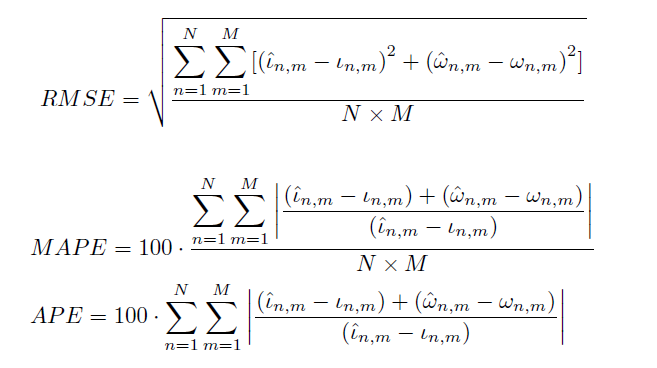 $RMSE = \sqrt{\frac{\sum_{n=1}^{N}\sum_{m=1}^{M}[(\hat{\iota}_{n,m} - \iota_{n,m})^2 + (\hat{\omega}_{n,m} - \omega_{n,m})^2]}{N \times M}}$
$MAPE = 100 \cdot \frac{\sum_{n=1}^{N}\sum_{m=1}^{M}\left|\frac{(\hat{\iota}_{n,m} - \iota_{n,m}) + (\hat{\omega}_{n,m} - \omega_{n,m})}{(\hat{\iota}_{n,m} - \iota_{n,m})}\right|}{N \times M}$
$APE = 100 \cdot \sum_{n=1}^{N}\sum_{m=1}^{M}\left|\frac{(\hat{\iota}_{n,m} - \iota_{n,m}) + (\hat{\omega}_{n,m} - \omega_{n,m})}{(\hat{\iota}_{n,m} - \iota_{n,m})}\right|$